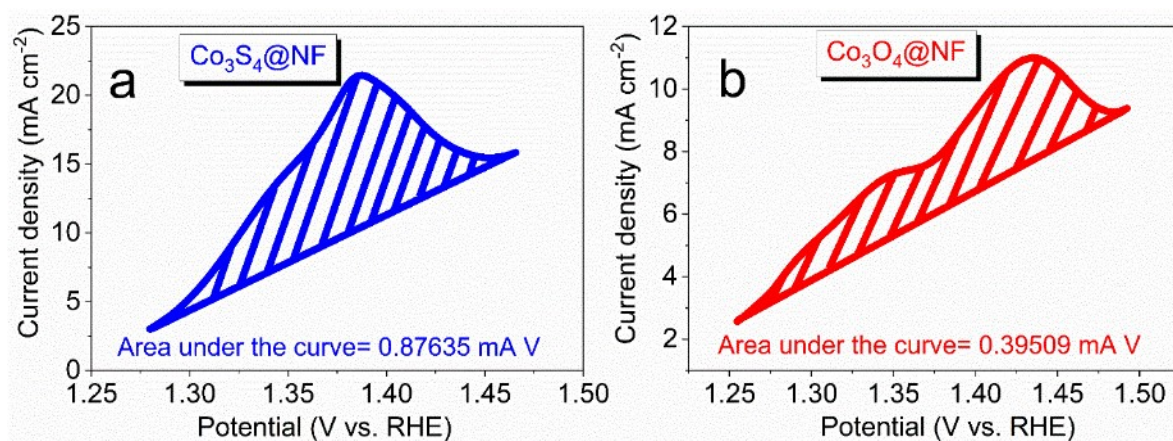 a
Co₃S₄@NF
Current density (mA cm⁻²)
25
20
15
10
5
0
Area under the curve= 0.87635 mA V
1.25 1.30 1.35 1.40 1.45 1.50
Potential (V vs. RHE)
b
Co₃O₄@NF
Current density (mA cm⁻²)
12
10
8
6
4
2
Area under the curve= 0.39509 mA V
1.25 1.30 1.35 1.40 1.45 1.50
Potential (V vs. RHE)